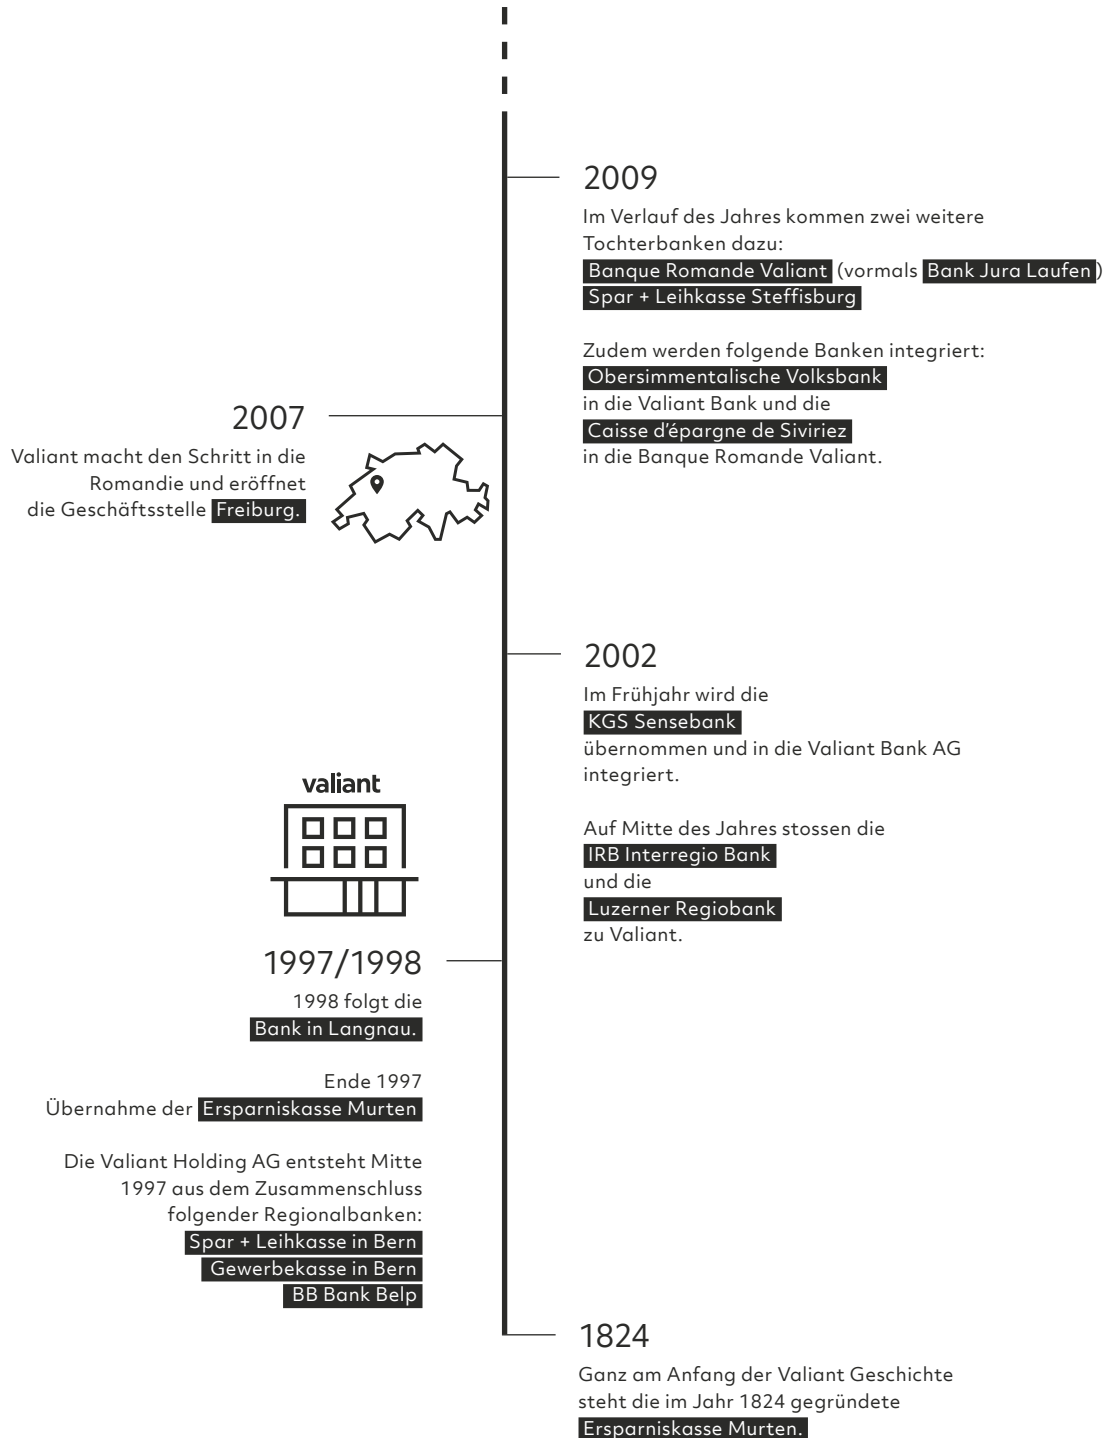 2009
Im Verlauf des Jahres kommen zwei weitere
Tochterbanken dazu:
Banque Romande Valiant (vormals Bank Jura Laufen)
Spar + Leihkasse Steffisburg
Zudem werden folgende Banken integriert:
Obersimmentalische Volksbank
in die Valiant Bank und die
Caisse d'épargne de Siviriez
in die Banque Romande Valiant.
2007
Valiant macht den Schritt in die
Romandie und eröffnet
die Geschäftsstelle Freiburg.
2002
Im Frühjahr wird die
KGS Sensebank
übernommen und in die Valiant Bank AG
integriert.
Auf Mitte des Jahres stossen die
IRB Interregio Bank
und die
Luzerner Regiobank
zu Valiant.
valiant
1997/1998
1998 folgt die
Bank in Langnau.
Ende 1997
Übernahme der Ersparniskasse Murten
Die Valiant Holding AG entsteht Mitte
1997 aus dem Zusammenschluss
folgender Regionalbanken:
Spar + Leihkasse in Bern
Gewerbekasse in Bern
BB Bank Belp
1824
Ganz am Anfang der Valiant Geschichte
steht die im Jahr 1824 gegründete
Ersparniskasse Murten.